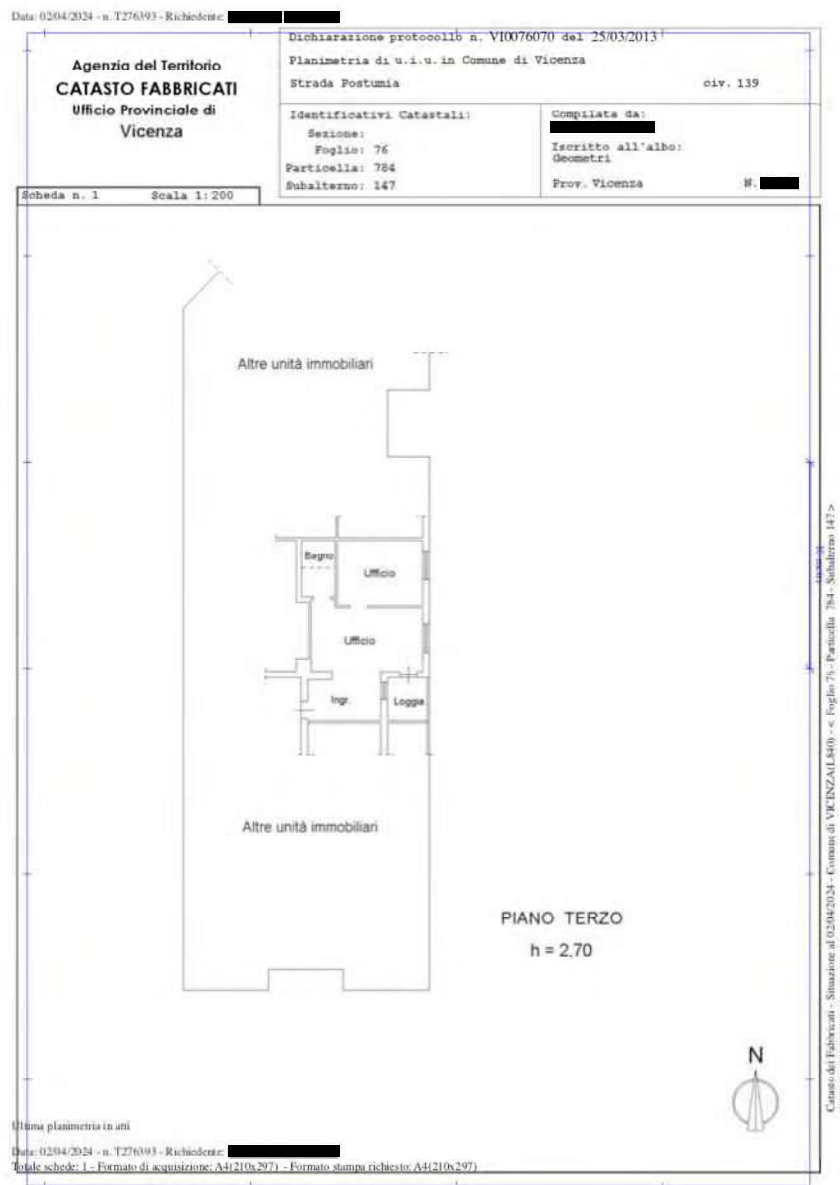 Data: 02/04/2024 - n. T276393 - Richiedente:
Agenzia del Territorio
CATASTO FABBRICATI
Ufficio Provinciale di
Vicenza
Dichiarazione protocollo n. VI0076070 del 25/03/2013
Planimetria di u.i.u. in Comune di Vicenza
Strada Postumia civ. 139
Identificativi Catastali:
Sezione:
Foglio: 76
Particella: 784
Subalterno: 147
Compilata da:
Iscritto all'albo:
Geometri
Prov. Vicenza N.
Scheda n. 1 Scala 1:200
Altre unità immobiliari
Bagno
Ufficio
Ufficio
Ingr.
Loggia
Altre unità immobiliari
PIANO TERZO
h = 2,70
N
Catasto dei Fabbricati - Situazione al 02/04/2024 - Comune di VICENZA(L840) - < Foglio 76 - Particella 784 - Subalterno 147 >
Ultima planimetria in atti
Data: 02/04/2024 - n. T276393 - Richiedente:
Totale schede: 1 - Formato di acquisizione: A4(210x297) - Formato stampa richiesto: A4(210x297)